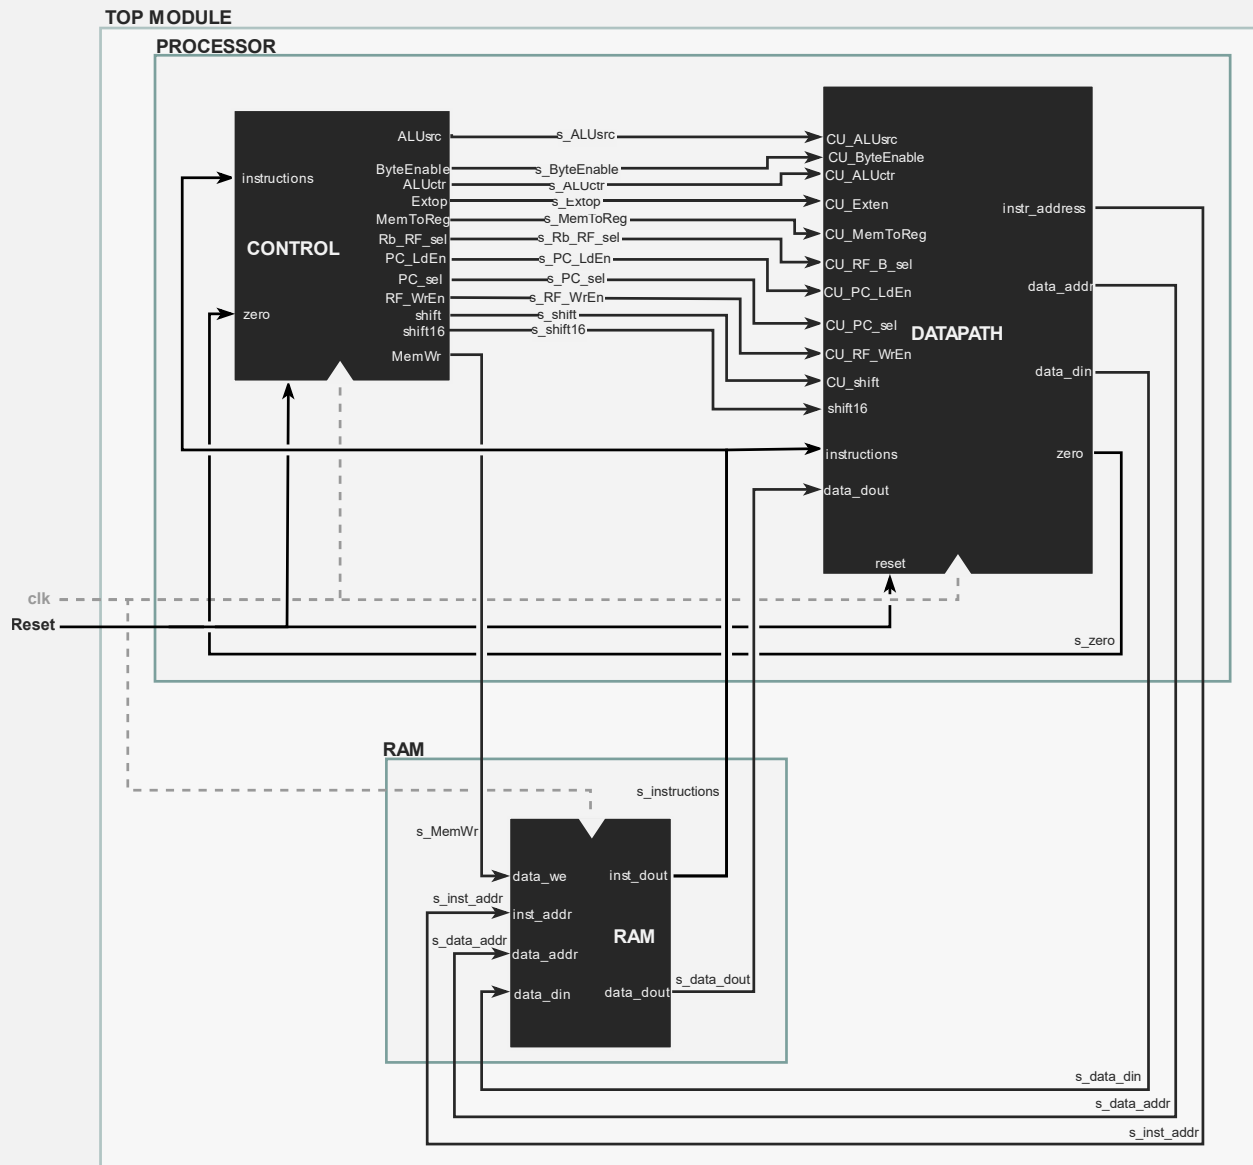 TOP MODULE
PROCESSOR
ALUsrc
ByteEnable
ALUctr
Extop
MemToReg
Rb_RF_sel
PC_LdEn
PC_sel
RF_WrEn
shift
shift16
MemWr
instructions
CONTROL
zero
s_ALUsrc
s_ByteEnable
s_ALUctr
s_Extop
s_MemToReg
s_Rb_RF_sel
s_PC_LdEn
s_PC_sel
s_RF_WrEn
s_shift
s_shift16
CU_ALUsrc
CU_ByteEnable
CU_ALUctr
CU_Exten
CU_MemToReg
CU_RF_B_sel
CU_PC_LdEn
CU_PC_sel
CU_RF_WrEn
CU_shift
shift16
instructions
data_dout
DATAPATH
instr_address
data_addr
data_din
zero
reset
clk
Reset
s_zero
RAM
s_instructions
s_MemWr
data_we
inst_dout
s_inst_addr
inst_addr
RAM
s_data_addr
data_addr
s_data_dout
data_din
data_dout
s_data_din
s_data_addr
s_inst_addr